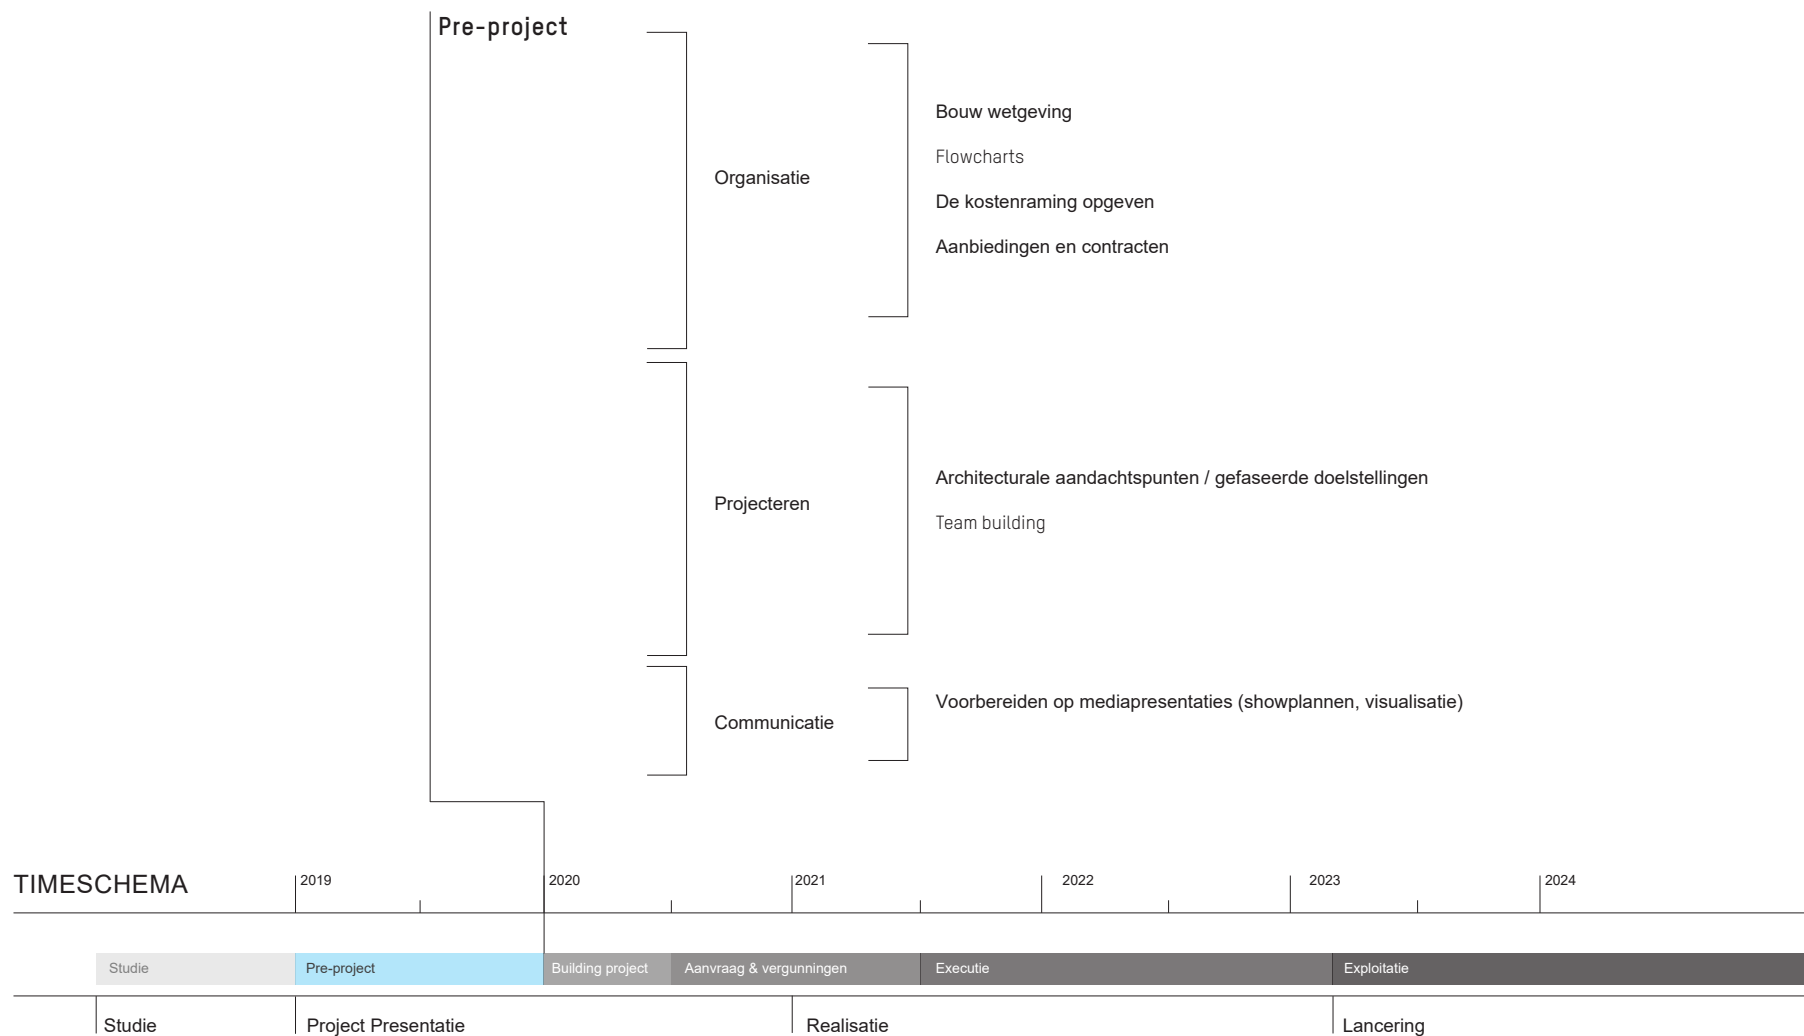 Pre-project
Organisatie
Bouw wetgeving
Flowcharts
De kostenraming opgeven
Aanbiedingen en contracten
Projecteren
Architecturale aandachtspunten / gefaseerde doelstellingen
Team building
Communicatie
Voorbereiden op mediapresentaties (showplannen, visualisatie)
TIMESCHEMA
2019
2020
2021
2022
2023
2024
Studie
Pre-project
Building project
Aanvraag & vergunningen
Executie
Exploitatie
Studie
Project Presentatie
Realisatie
Lancering